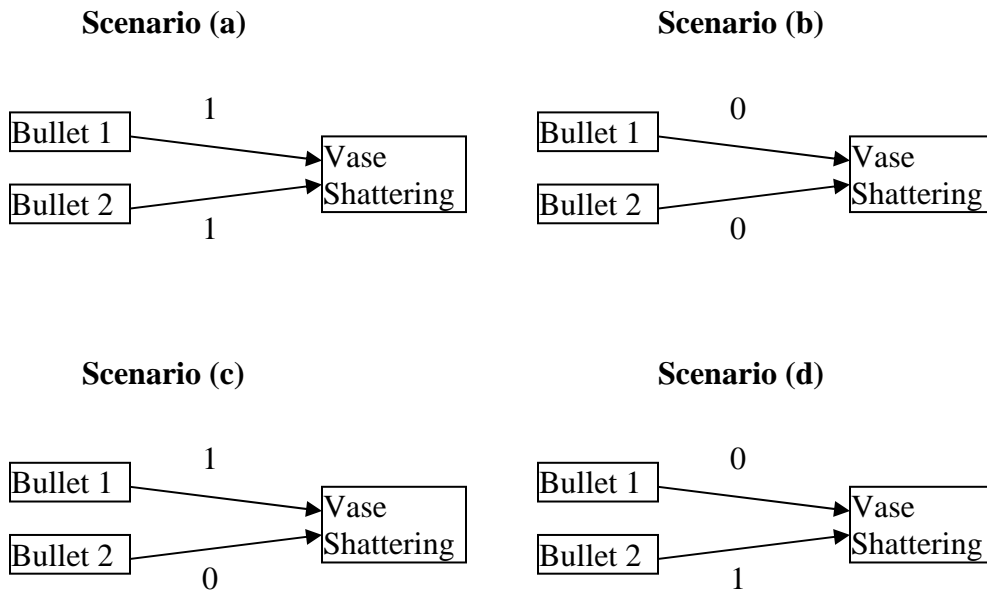 Scenario (a)
1
Bullet 1
Bullet 2
1
Vase
Shattering
Scenario (b)
0
Bullet 1
Bullet 2
0
Vase
Shattering
Scenario (c)
1
Bullet 1
Bullet 2
0
Vase
Shattering
Scenario (d)
0
Bullet 1
Bullet 2
1
Vase
Shattering